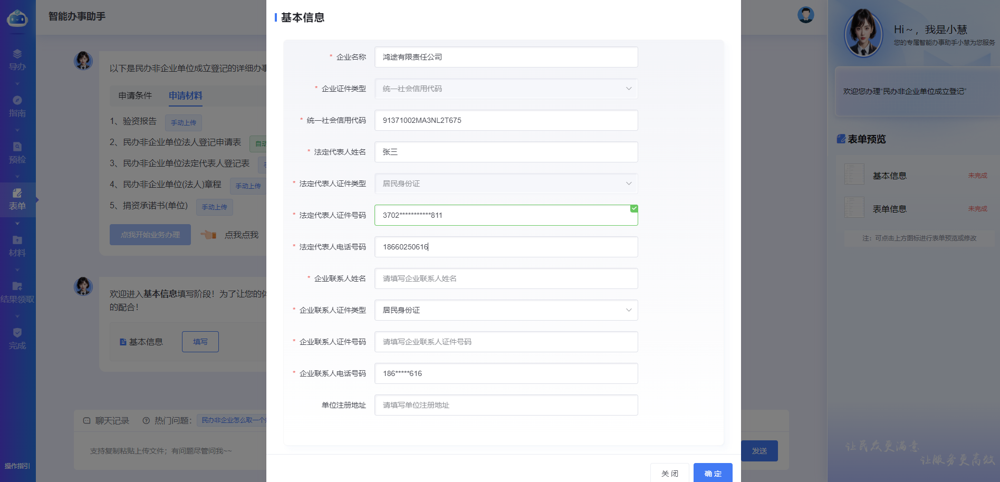 智能办事助手
导办
指南
预检
表单
材料
结果领取
完成
操作指引
以下是民办非企业单位成立登记的详细办事
申请条件 申请材料
1、验资报告 手动上传
2、民办非企业单位法人登记申请表 自动
3、民办非企业单位法定代表人登记表
4、民办非企业单位(法人)章程 手动上传
5、捐资承诺书(单位) 手动上传
点我开始业务办理 点我点我
欢迎进入基本信息填写阶段！为了让您的体
的配合！
基本信息 填写
聊天记录 热门问题： 民办非企业怎么取一个
支持复制粘贴上传文件；有问题尽管问我~~
发送
基本信息
* 企业名称 鸿途有限责任公司
* 企业证件类型 统一社会信用代码
* 统一社会信用代码 91371002MA3NL2T675
* 法定代表人姓名 张三
* 法定代表人证件类型 居民身份证
* 法定代表人证件号码 3702***********811
* 法定代表人电话号码 18660250616
* 企业联系人姓名 请填写企业联系人姓名
* 企业联系人证件类型 居民身份证
* 企业联系人证件号码 请填写企业联系人证件号码
* 企业联系人电话号码 186*****616
单位注册地址 请填写单位注册地址
关 闭 确 定
Hi～，我是小慧
您的专属智能办事助手小慧为您服务
欢迎您办理“民办非企业单位成立登记”
表单预览
基本信息 未完成
表单信息 未完成
注：可点击上方图标进行表单预览或修改
让民众更满意
让服务更高效